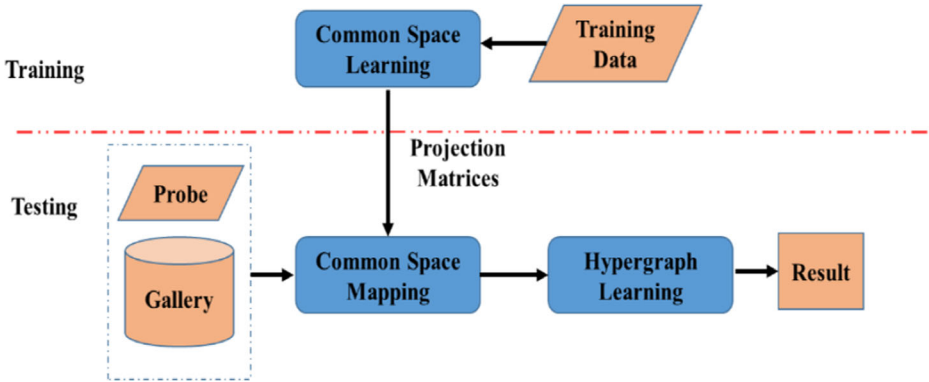 Training
Common Space
Learning
Training
Data
Projection
Matrices
Testing
Probe
Gallery
Common Space
Mapping
Hypergraph
Learning
Result